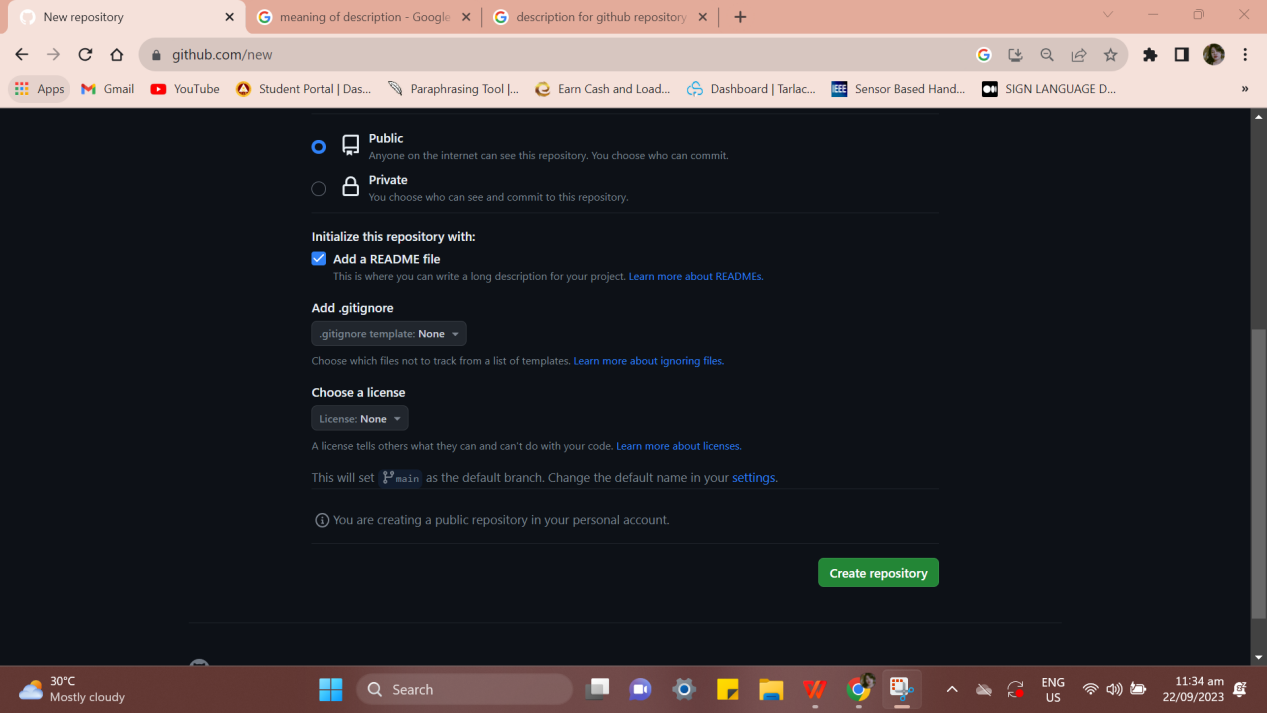 New repository
meaning of description - Google
description for github repository
github.com/new
Apps
Gmail
YouTube
Student Portal | Das...
Paraphrasing Tool |...
Earn Cash and Load...
Dashboard | Tarlac...
IEEE
Sensor Based Hand...
SIGN LANGUAGE D...
»
Public
Anyone on the internet can see this repository. You choose who can commit.
Private
You choose who can see and commit to this repository.
Initialize this repository with:
Add a README file
This is where you can write a long description for your project. Learn more about READMEs.
Add .gitignore
.gitignore template: None
Choose which files not to track from a list of templates. Learn more about ignoring files.
Choose a license
License: None
A license tells others what they can and can't do with your code. Learn more about licenses.
This will set main as the default branch. Change the default name in your settings.
You are creating a public repository in your personal account.
Create repository
30°C
Mostly cloudy
Search
ENG
US
11:34 am
22/09/2023